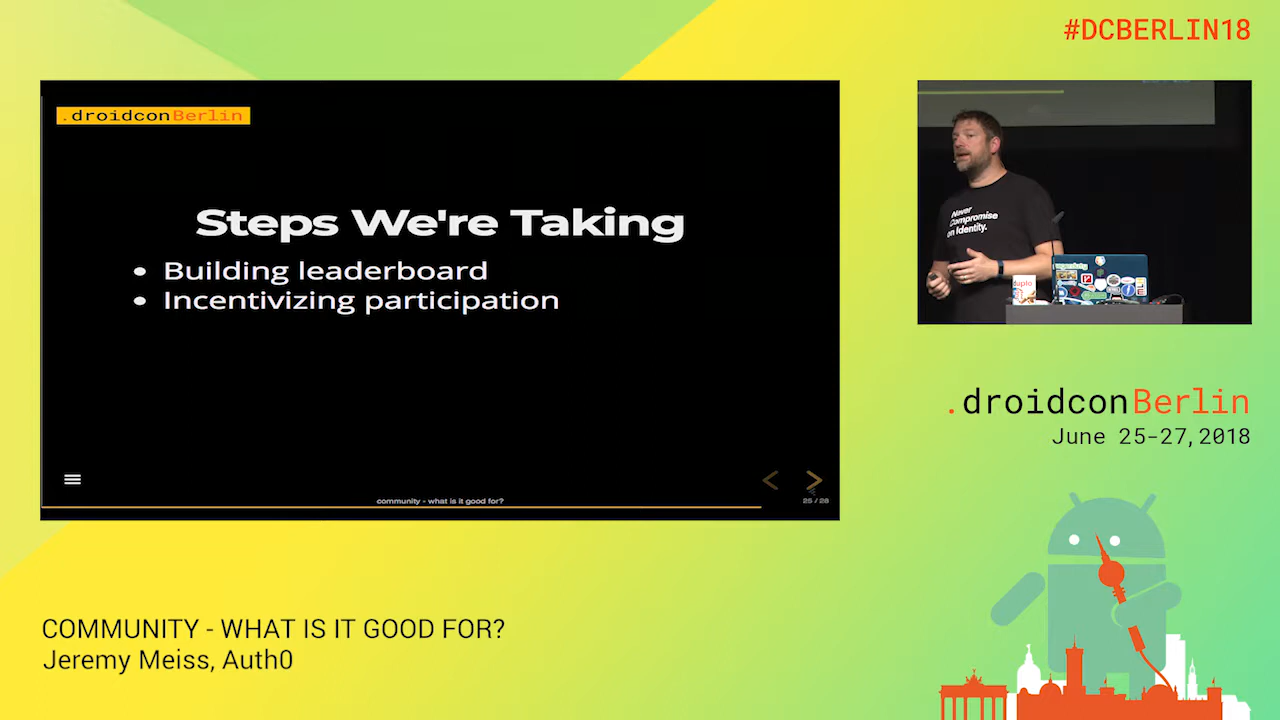 #DCBERLIN18
.droidconBerlin
Steps We're Taking
• Building leaderboard
• Incentivizing participation
community - what is it good for?
25 / 28
Never
Compromise
on Identity.
duplo
.droidconBerlin
June 25-27, 2018
COMMUNITY - WHAT IS IT GOOD FOR?
Jeremy Meiss, Auth0